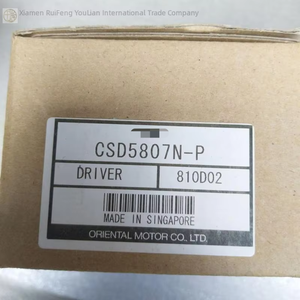 Xiamen RuiFeng YouLian International Trade Company
CSD5807N-P
DRIVER 810D02
MADE IN SINGAPORE
ORIENTAL MOTOR CO., LTD.